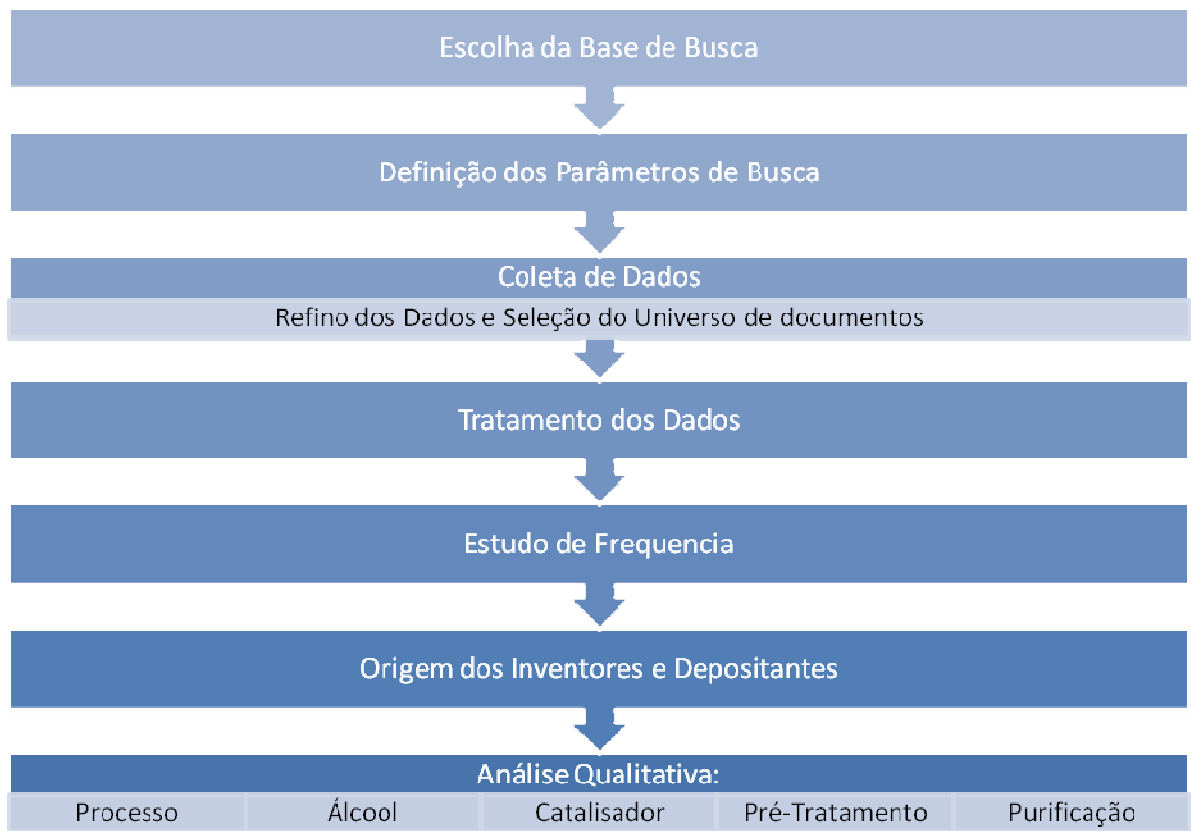 Escolha da Base de Busca
Definição dos Parâmetros de Busca
Coleta de Dados
Refino dos Dados e Seleção do Universo de documentos
Tratamento dos Dados
Estudo de Frequencia
Origem dos Inventores e Depositantes
Análise Qualitativa:
Processo Álcool Catalisador Pré-Tratamento Purificação